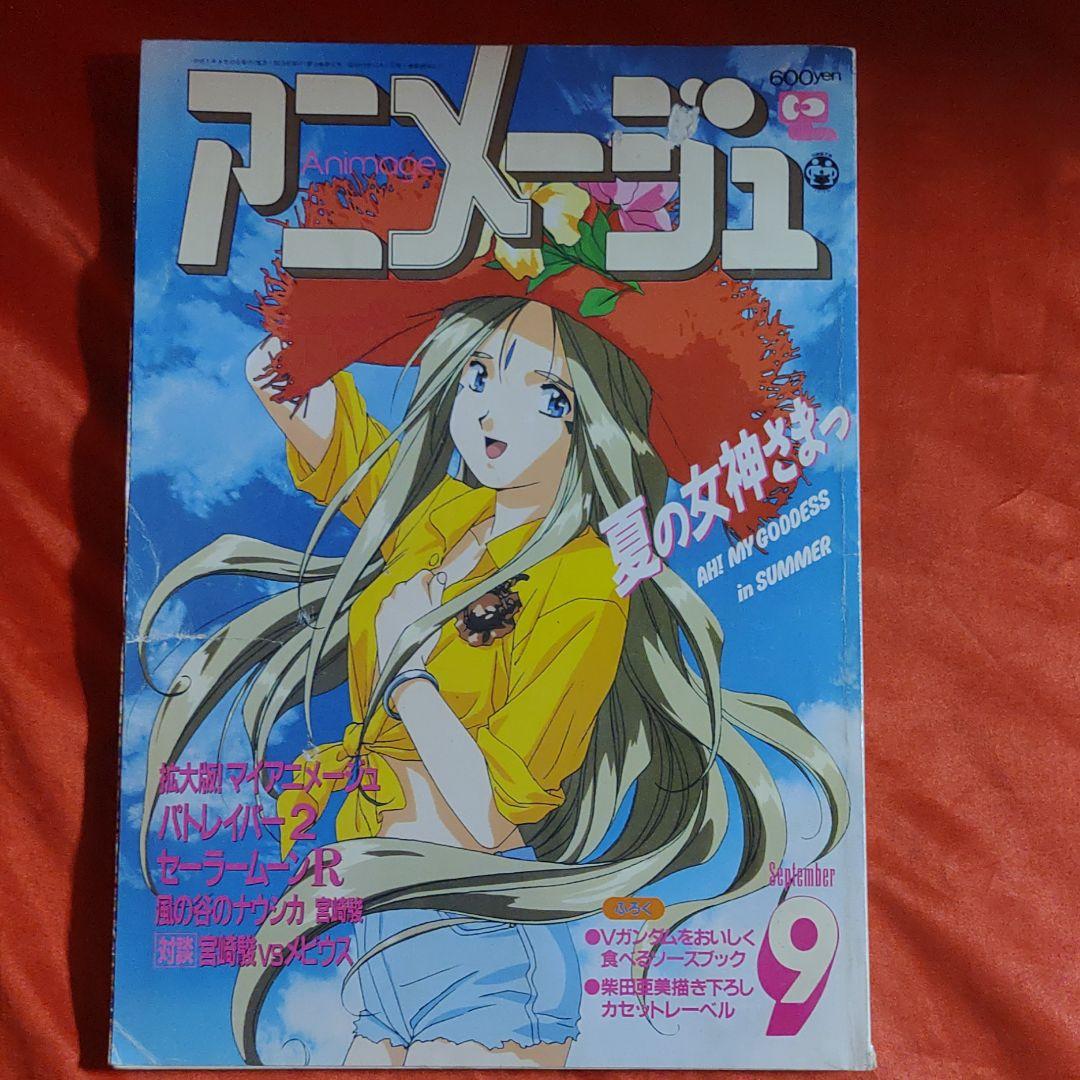 600yen
アニメージュ
Animage
夏の女神さまっ
AH! MY GODDESS
in SUMMER
拡大版!マイアニメージュ
パトレイバー2
セーラームーンR
風の谷のナウシカ 宮崎駿
対談 宮崎駿vsメビウス
September
9
ふろく
●Vガンダムをおいしく
食べるソースブック
●柴田亜美描き下ろし
カセットレーベル